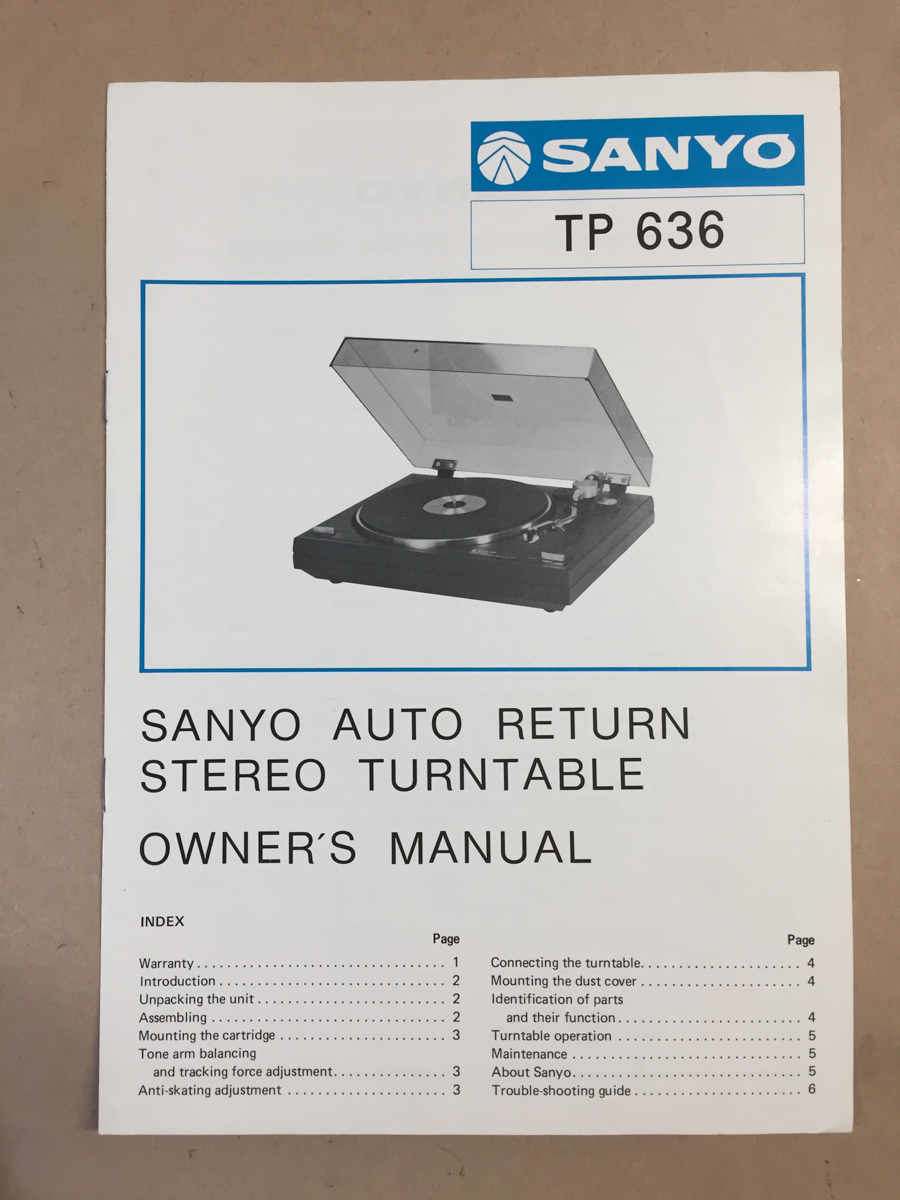 SANYO
TP 636
SANYO AUTO RETURN
STEREO TURNTABLE
OWNER´S MANUAL
INDEX
Page
Warranty . . . . . . . . . . . . . . . . . . . . . . . . . . . . . . . . . 1
Introduction . . . . . . . . . . . . . . . . . . . . . . . . . . . . . . 2
Unpacking the unit . . . . . . . . . . . . . . . . . . . . . . . . . 2
Assembling . . . . . . . . . . . . . . . . . . . . . . . . . . . . . . . 2
Mounting the cartridge . . . . . . . . . . . . . . . . . . . . . . 3
Tone arm balancing
and tracking force adjustment. . . . . . . . . . . . . . . 3
Anti-skating adjustment . . . . . . . . . . . . . . . . . . . . . 3
Page
Connecting the turntable. . . . . . . . . . . . . . . . . . . . . . 4
Mounting the dust cover . . . . . . . . . . . . . . . . . . . . . . 4
Identification of parts
and their function . . . . . . . . . . . . . . . . . . . . . . . . . 4
Turntable operation . . . . . . . . . . . . . . . . . . . . . . . . . 5
Maintenance . . . . . . . . . . . . . . . . . . . . . . . . . . . . . . . 5
About Sanyo. . . . . . . . . . . . . . . . . . . . . . . . . . . . . . . 5
Trouble-shooting guide . . . . . . . . . . . . . . . . . . . . . . . 6